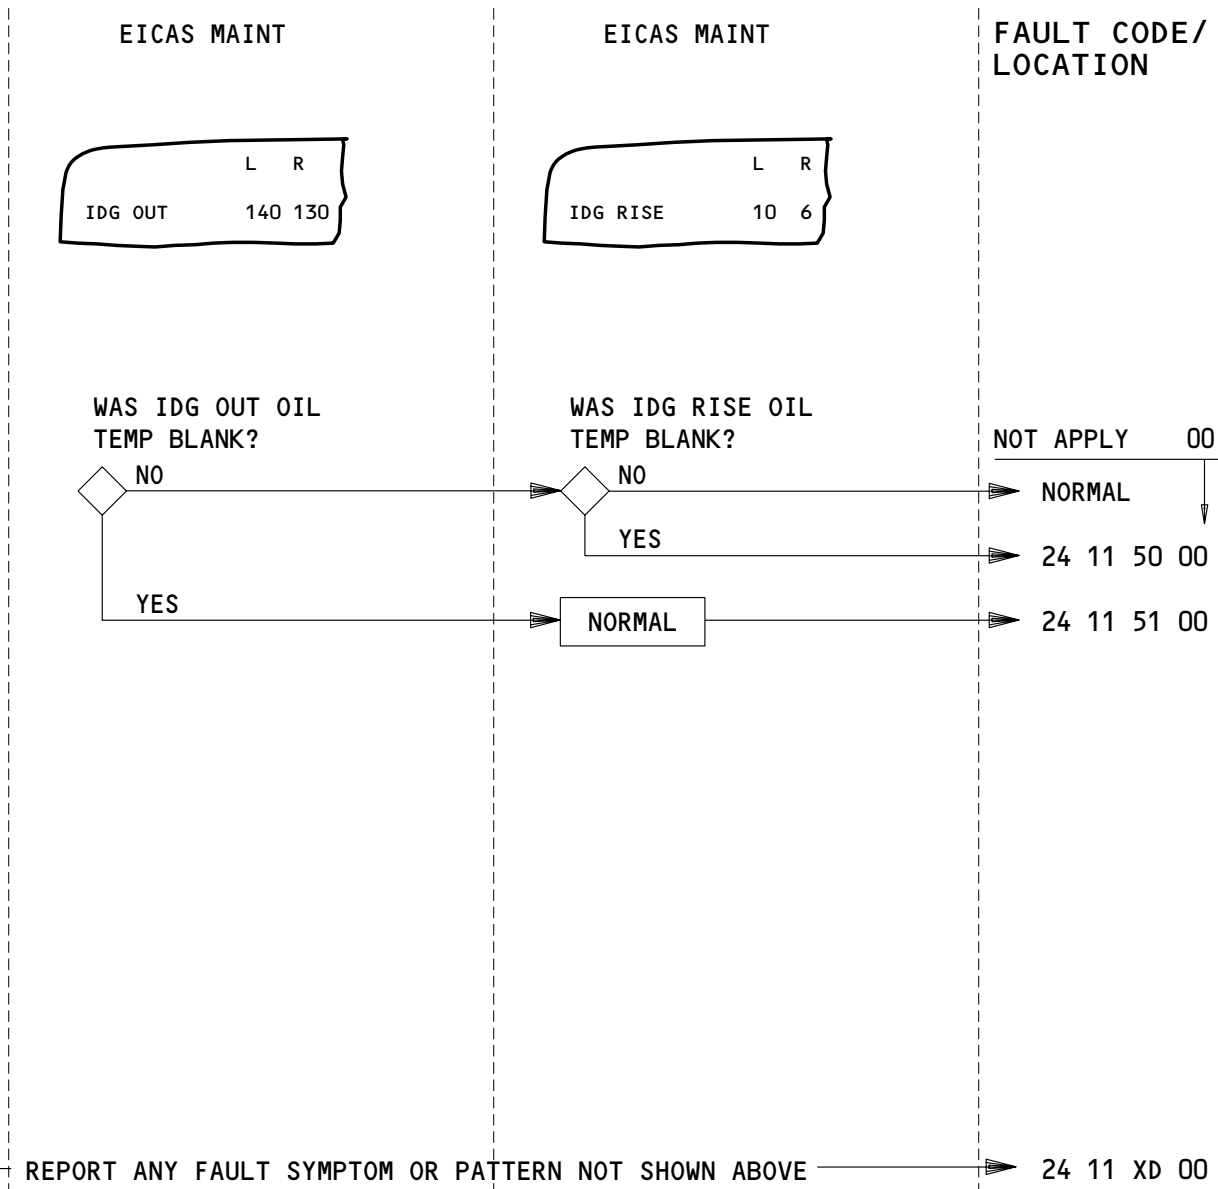 EICAS MAINT
EICAS MAINT
FAULT CODE/
LOCATION
L R
IDG OUT 140 130
L R
IDG RISE 10 6
WAS IDG OUT OIL
TEMP BLANK?
WAS IDG RISE OIL
TEMP BLANK?
NOT APPLY 00
NO
NO
NORMAL
YES
24 11 50 00
YES
NORMAL
24 11 51 00
REPORT ANY FAULT SYMPTOM OR PATTERN NOT SHOWN ABOVE
24 11 XD 00